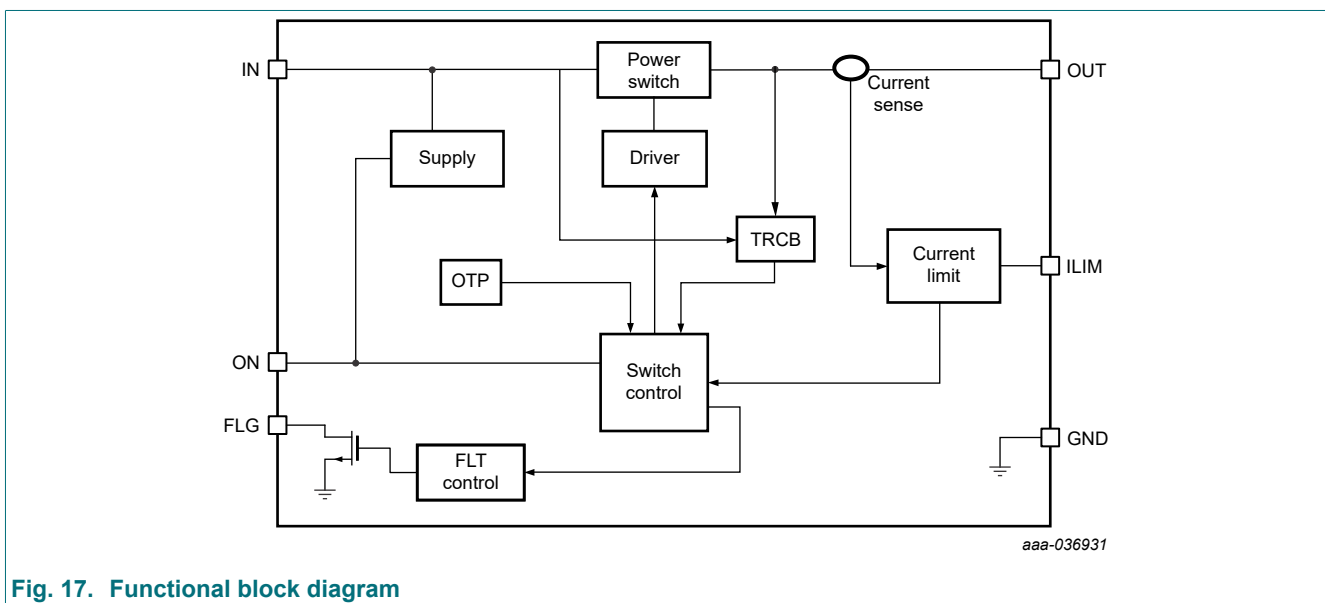 IN
Power
switch
OUT
Current
sense
Supply
Driver
TRCB
Current
limit
ILIM
OTP
ON
Switch
control
FLG
GND
FLT
control
aaa-036931
Fig. 17. Functional block diagram